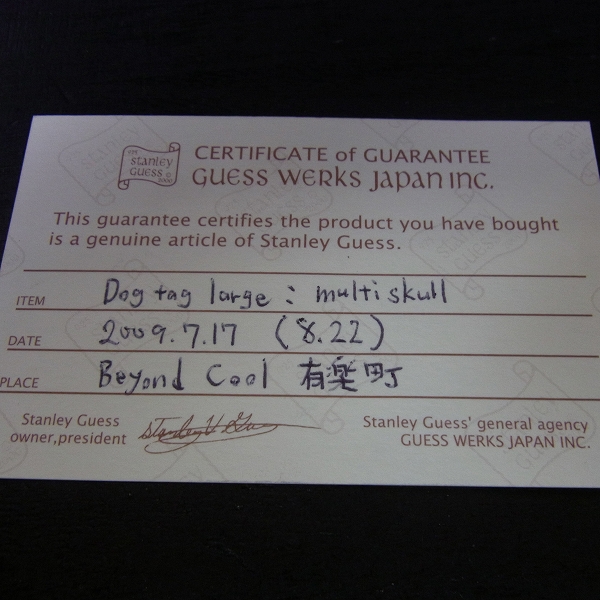 Stanley
GUESS ©
2000
CERTIFICATE of GUARANTEE
GUESS WERKS JAPAN INC.
This guarantee certifies the product you have bought
is a genuine article of Stanley Guess.
ITEM Dog tag large : multi skull
DATE 2009.7.17 (8.22)
PLACE Beyond Cool 有楽町
Stanley Guess
owner,president
Stanley Guess' general agency
GUESS WERKS JAPAN INC.